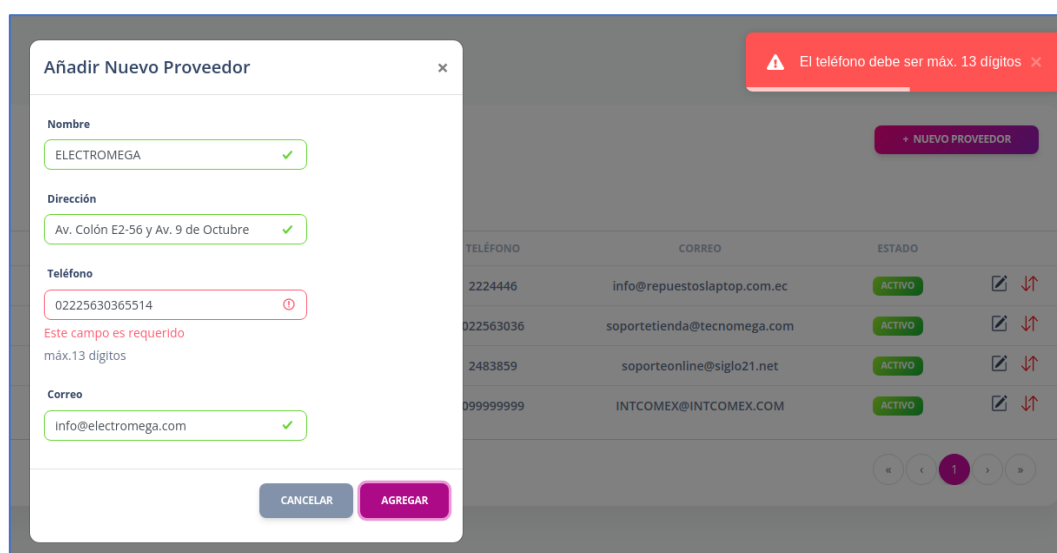 Añadir Nuevo Proveedor ×
El teléfono debe ser máx. 13 dígitos ×
+ NUEVO PROVEEDOR
Nombre
ELECTROMEGA
Dirección
Av. Colón E2-56 y Av. 9 de Octubre
Teléfono
02225630365514
Este campo es requerido
máx.13 dígitos
Correo
info@electromega.com
CANCELAR AGREGAR
TELÉFONO CORREO ESTADO
2224446 info@repuestoslaptop.com.ec ACTIVO
022563036 soportetienda@tecnomega.com ACTIVO
2483859 soporteonline@siglo21.net ACTIVO
099999999 INTCOMEX@INTCOMEX.COM ACTIVO
« ‹ 1 › »